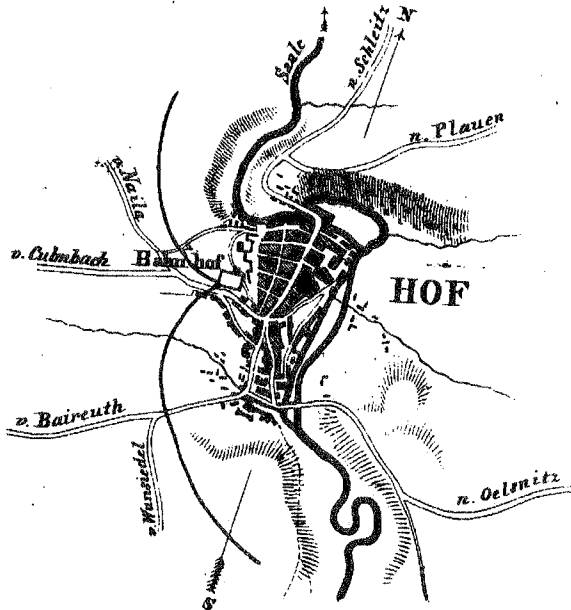 N
Saale
n. Schleitz
n. Plauen
v. Naila
v. Culmbach
Bahnhof
HOF
v. Baireuth
v. Wunsiedel
n. Oelsnitz
S.